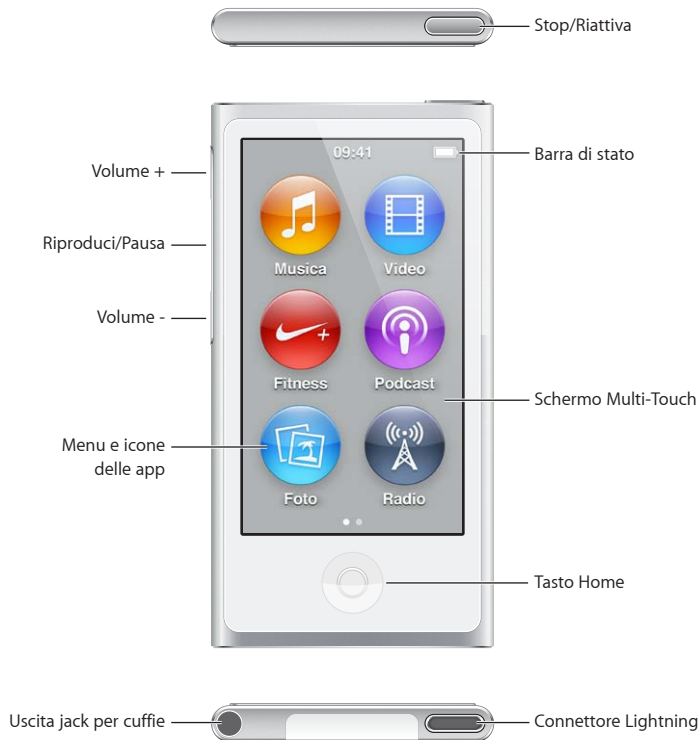 Stop/Riattiva
09:41
Barra di stato
Volume +
Riproduci/Pausa
Volume -
Musica
Video
Fitness
Podcast
Schermo Multi-Touch
Menu e icone
delle app
Foto
Radio
Tasto Home
Uscita jack per cuffie
Connettore Lightning